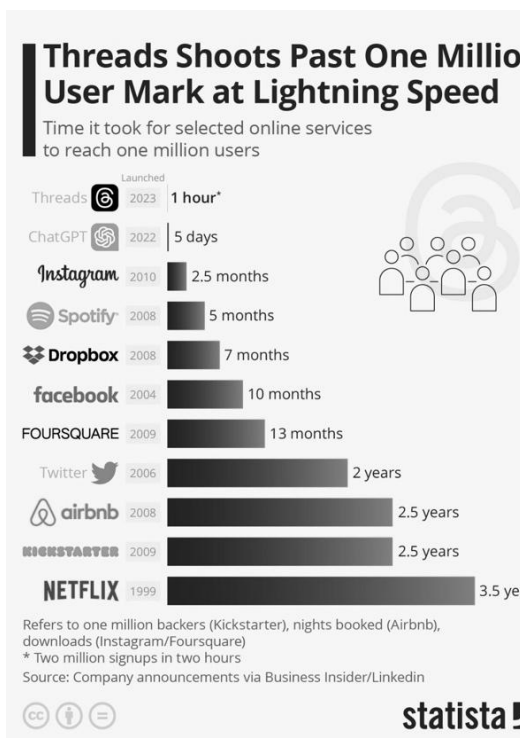 Threads Shoots Past One Millio
User Mark at Lightning Speed
Time it took for selected online services
to reach one million users
Launched
Threads 2023 1 hour*
ChatGPT 2022 5 days
Instagram 2010 2.5 months
Spotify 2008 5 months
Dropbox 2008 7 months
facebook 2004 10 months
FOURSQUARE 2009 13 months
Twitter 2006 2 years
airbnb 2008 2.5 years
KICKSTARTER 2009 2.5 years
NETFLIX 1999 3.5 ye
Refers to one million backers (Kickstarter), nights booked (Airbnb),
downloads (Instagram/Foursquare)
* Two million signups in two hours
Source: Company announcements via Business Insider/Linkedin
cc
statista